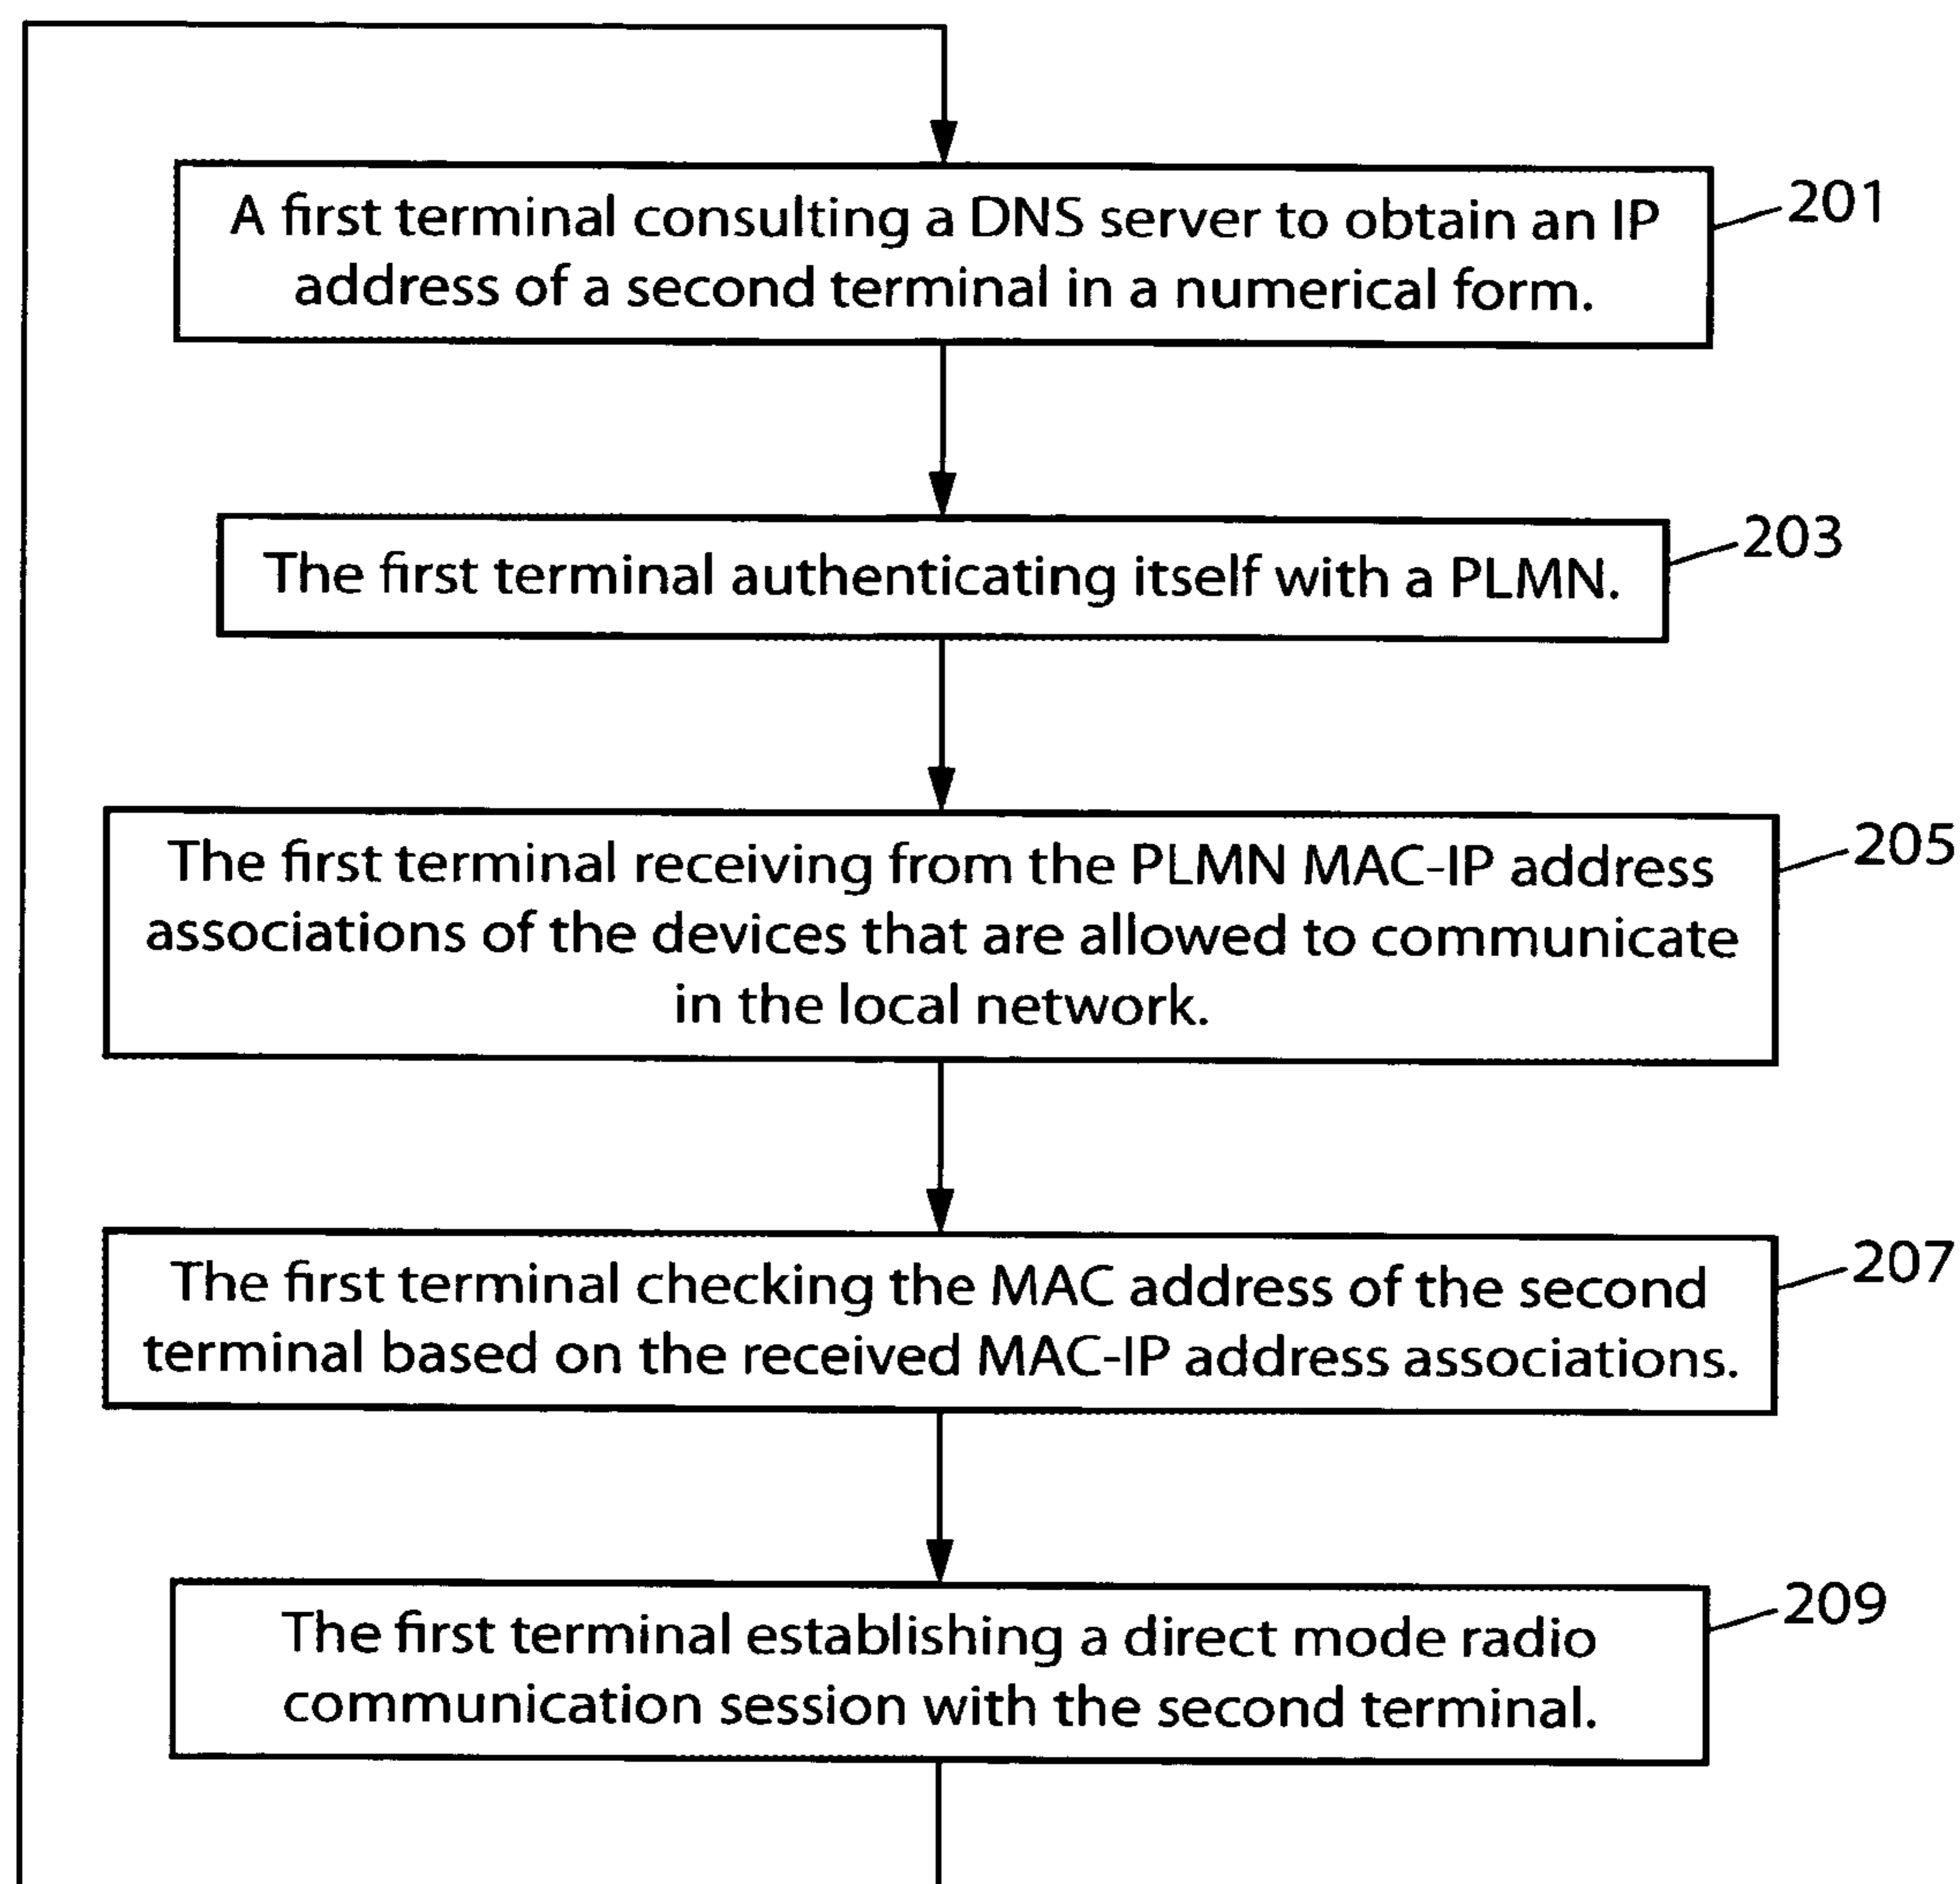 A first terminal consulting a DNS server to obtain an IP
address of a second terminal in a numerical form.
201
The first terminal authenticating itself with a PLMN.
203
The first terminal receiving from the PLMN MAC-IP address
associations of the devices that are allowed to communicate
in the local network.
205
The first terminal checking the MAC address of the second
terminal based on the received MAC-IP address associations.
207
The first terminal establishing a direct mode radio
communication session with the second terminal.
209